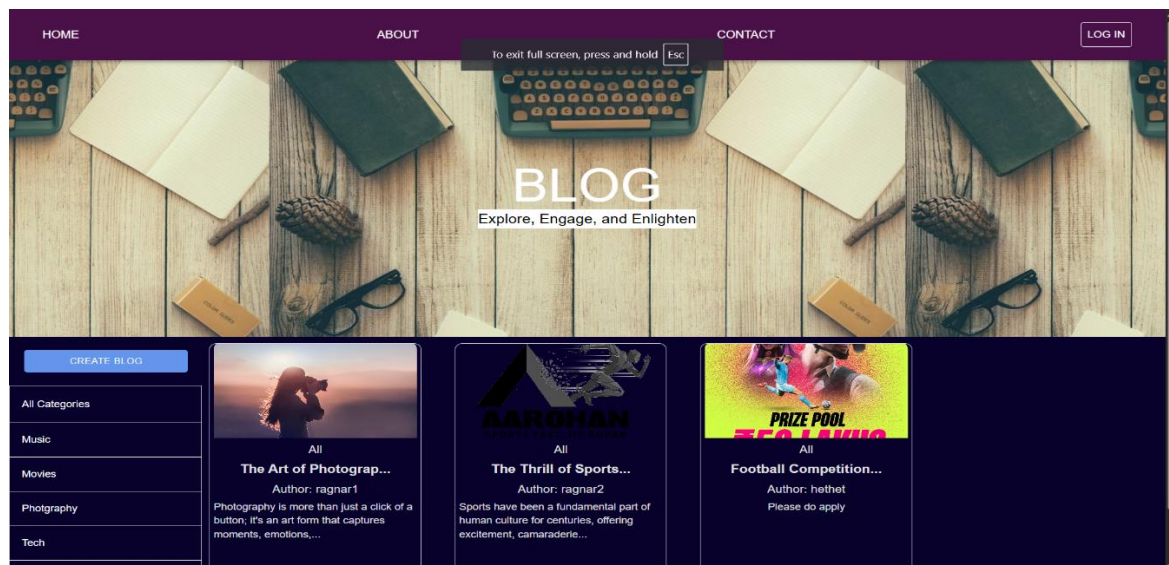 HOME
ABOUT
CONTACT
LOG IN
To exit full screen, press and hold Esc
BLOG
Explore, Engage, and Enlighten
CREATE BLOG
All Categories
Music
Movies
Photgraphy
Tech
All
The Art of Photograp...
Author: ragnar1
Photography is more than just a click of a
button; it's an art form that captures
moments, emotions,...
AAROHAN
All
The Thrill of Sports...
Author: ragnar2
Sports have been a fundamental part of
human culture for centuries, offering
excitement, camaraderie...
PRIZE POOL
All
Football Competition...
Author: hethet
Please do apply